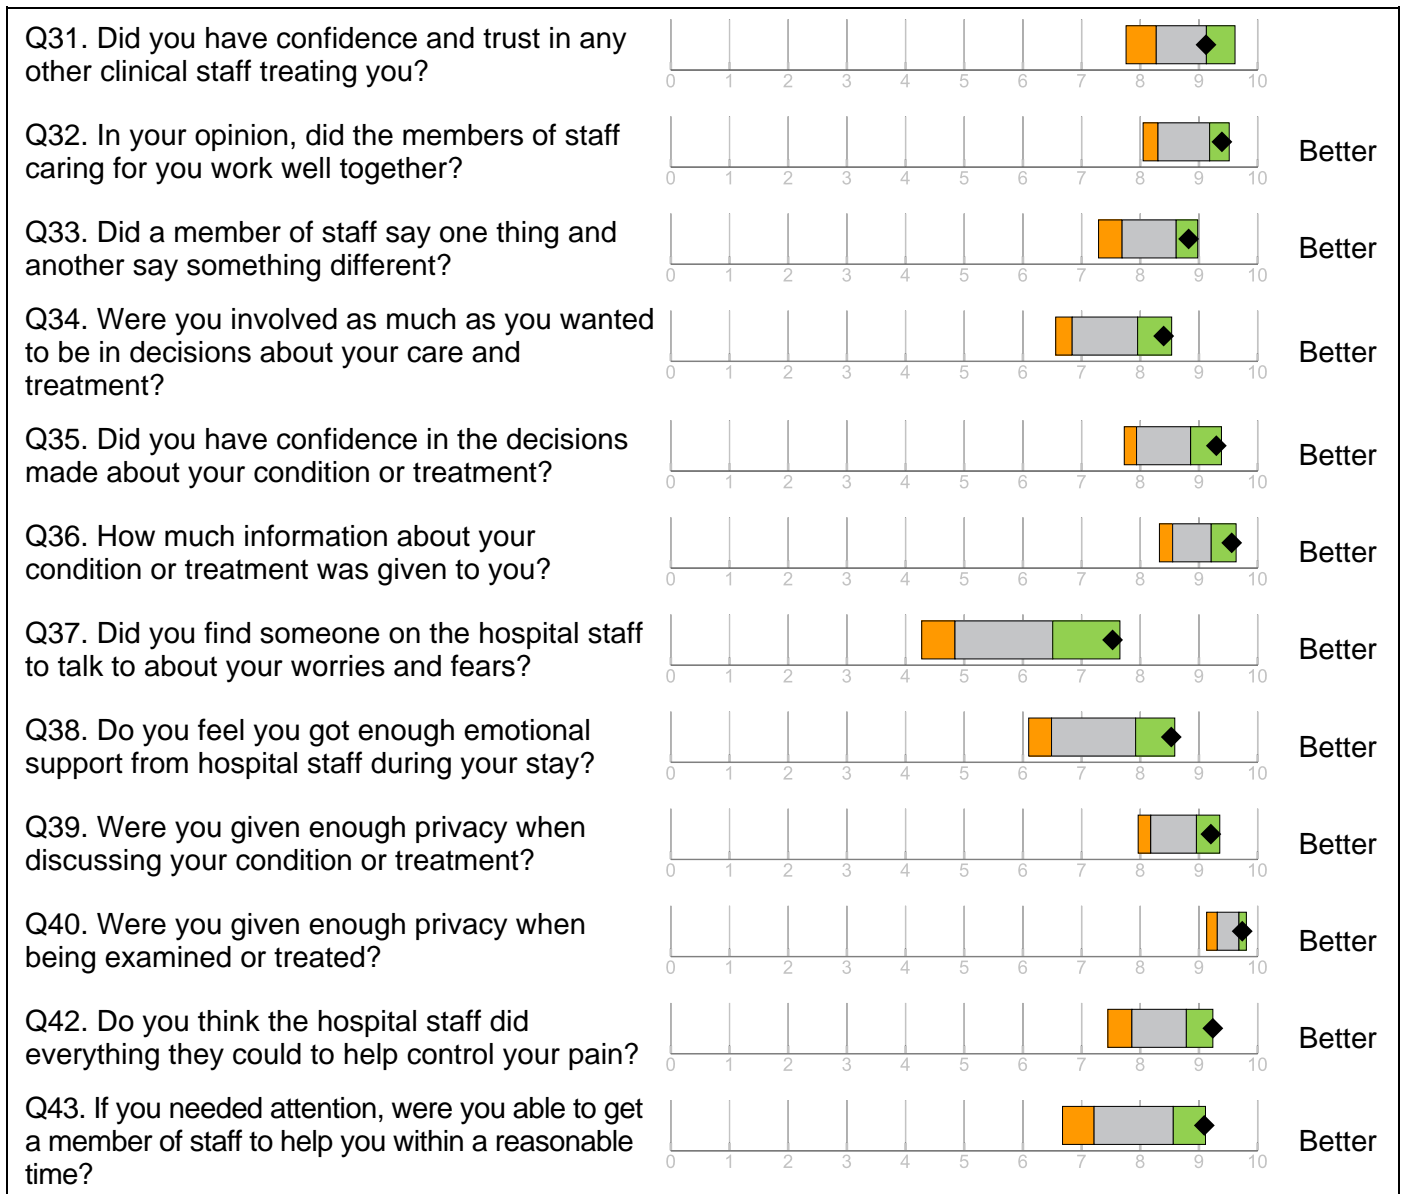 Q31. Did you have confidence and trust in any
other clinical staff treating you?
0 1 2 3 4 5 6 7 8 9 10
Q32. In your opinion, did the members of staff
caring for you work well together?
0 1 2 3 4 5 6 7 8 9 10
Better
Q33. Did a member of staff say one thing and
another say something different?
0 1 2 3 4 5 6 7 8 9 10
Better
Q34. Were you involved as much as you wanted
to be in decisions about your care and
treatment?
0 1 2 3 4 5 6 7 8 9 10
Better
Q35. Did you have confidence in the decisions
made about your condition or treatment?
0 1 2 3 4 5 6 7 8 9 10
Better
Q36. How much information about your
condition or treatment was given to you?
0 1 2 3 4 5 6 7 8 9 10
Better
Q37. Did you find someone on the hospital staff
to talk to about your worries and fears?
0 1 2 3 4 5 6 7 8 9 10
Better
Q38. Do you feel you got enough emotional
support from hospital staff during your stay?
0 1 2 3 4 5 6 7 8 9 10
Better
Q39. Were you given enough privacy when
discussing your condition or treatment?
0 1 2 3 4 5 6 7 8 9 10
Better
Q40. Were you given enough privacy when
being examined or treated?
0 1 2 3 4 5 6 7 8 9 10
Better
Q42. Do you think the hospital staff did
everything they could to help control your pain?
0 1 2 3 4 5 6 7 8 9 10
Better
Q43. If you needed attention, were you able to get
a member of staff to help you within a reasonable
time?
0 1 2 3 4 5 6 7 8 9 10
Better